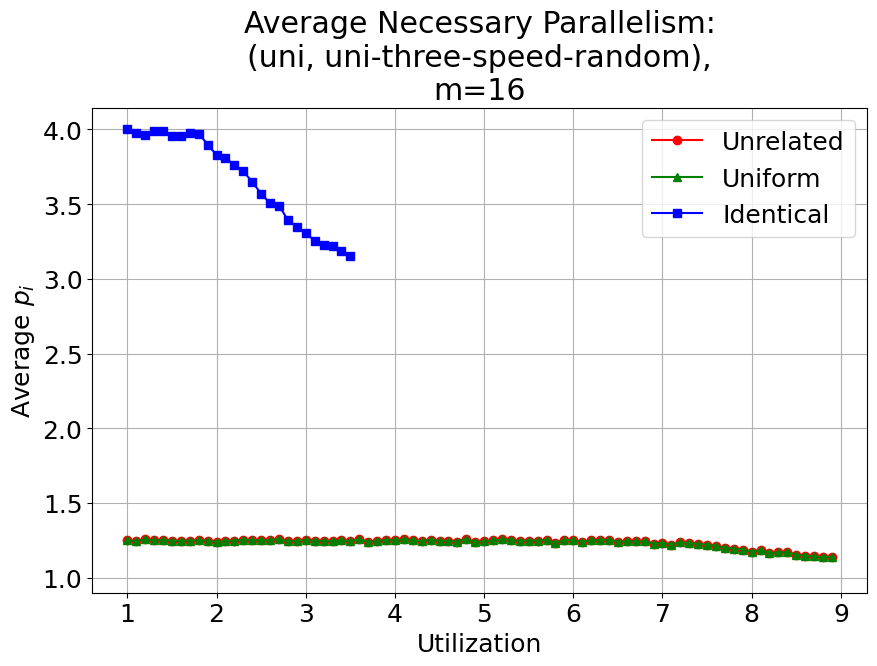 Average Necessary Parallelism:
(uni, uni-three-speed-random),
m=16
Unrelated
Uniform
Identical
Average p_i
4.0
3.5
3.0
2.5
2.0
1.5
1.0
1 2 3 4 5 6 7 8 9
Utilization